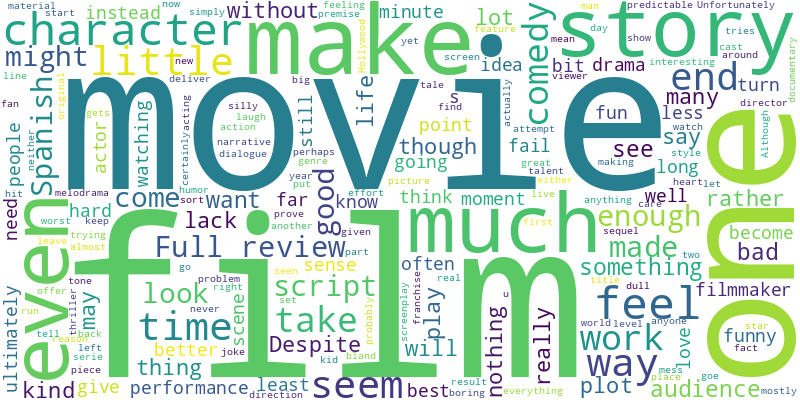 material
start
now
simply
feeling
premise
instead
without
minute
lot
man
day
predictable
Unfortunately
character
make
story
tries
yet
screen
feature
idea
mean
viewer
bit
drama
show
cast
around
interesting
might
little
Hollywood
comedy
end
turn
line
new
deliver
big
tale
many
director
fan
original
Spanish
people
neither
actor
gets
watching
certainly
acting
silly
laugh
action
narrative
dialogue
perhaps
genre
still
life
s
find
point
actually
attempt
fail
fun
less
say
watch
style
documentary
Although
movie
one
though
going
great
talent
either
live
making
see
long
heart
let
hit
melodrama
humor
sort
year
put
effort
picture
think
moment
anything
well
care
need
worst
keep
come
want
far
prove
good
know
even
hard
trying
almost
leave
lack
another
given
much
first
enough
sequel
rather
become
Full review
part
sense
often
made
two
bad
ultimately
tone
offer
run
tell
reason
serie
thriller
may
back
left
film
look
go
problem
right
never
scene
script
set
seen
real
something
title
filmmaker
time
take
probably
screenplay
franchise
play
u
feel
dull
world
level
anyone
star
funny
fact
joke
Despite
bland
kid
will
nothing
really
work
love
mess
place
goe
thing
better
piece
kind
give
performance
direction
least
seem
best
result
boring
everything
way
plot
audience
mostly